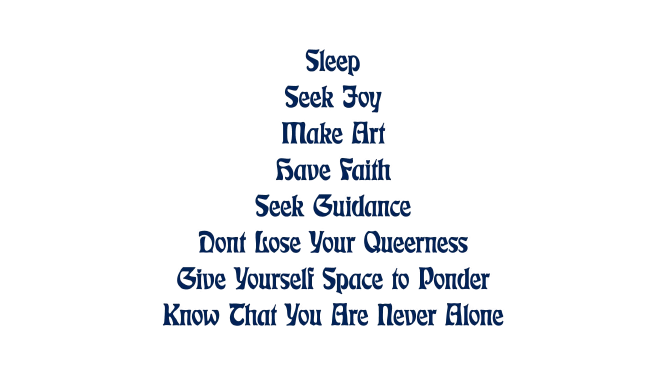 Sleep
Seek Joy
Make Art
Have Faith
Seek Guidance
Dont Lose Your Queerness
Give Yourself Space to Ponder
Know That You Are Never Alone